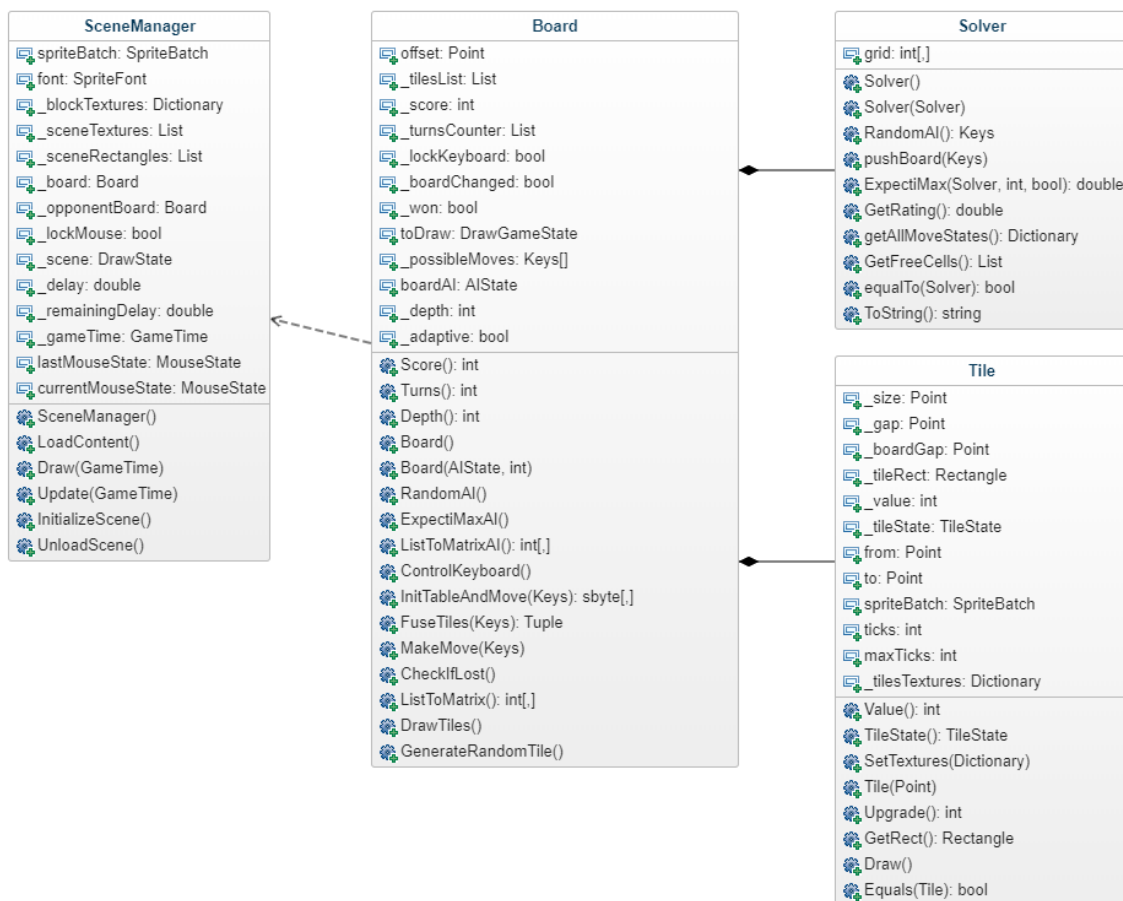 SceneManager
spriteBatch: SpriteBatch
font: SpriteFont
_blockTextures: Dictionary
_sceneTextures: List
_sceneRectangles: List
_board: Board
_opponentBoard: Board
_lockMouse: bool
_scene: DrawState
_delay: double
_remainingDelay: double
_gameTime: GameTime
lastMouseState: MouseState
currentMouseState: MouseState
SceneManager()
LoadContent()
Draw(GameTime)
Update(GameTime)
InitializeScene()
UnloadScene()
Board
offset: Point
_tilesList: List
_score: int
_turnsCounter: List
_lockKeyboard: bool
_boardChanged: bool
_won: bool
toDraw: DrawGameState
_possibleMoves: Keys[]
boardAI: AIState
_depth: int
_adaptive: bool
Score(): int
Turns(): int
Depth(): int
Board()
Board(AIState, int)
RandomAI()
ExpectiMaxAI()
ListToMatrixAI(): int[,]
ControlKeyboard()
InitTableAndMove(Keys): sbyte[,]
FuseTiles(Keys): Tuple
MakeMove(Keys)
CheckIfLost()
ListToMatrix(): int[,]
DrawTiles()
GenerateRandomTile()
Solver
grid: int[,]
Solver()
Solver(Solver)
RandomAI(): Keys
pushBoard(Keys)
ExpectiMax(Solver, int, bool): double
GetRating(): double
getAllMoveStates(): Dictionary
GetFreeCells(): List
equalTo(Solver): bool
ToString(): string
Tile
_size: Point
_gap: Point
_boardGap: Point
_tileRect: Rectangle
_value: int
_tileState: TileState
from: Point
to: Point
spriteBatch: SpriteBatch
ticks: int
maxTicks: int
_tilesTextures: Dictionary
Value(): int
TileState(): TileState
SetTextures(Dictionary)
Tile(Point)
Upgrade(): int
GetRect(): Rectangle
Draw()
Equals(Tile): bool